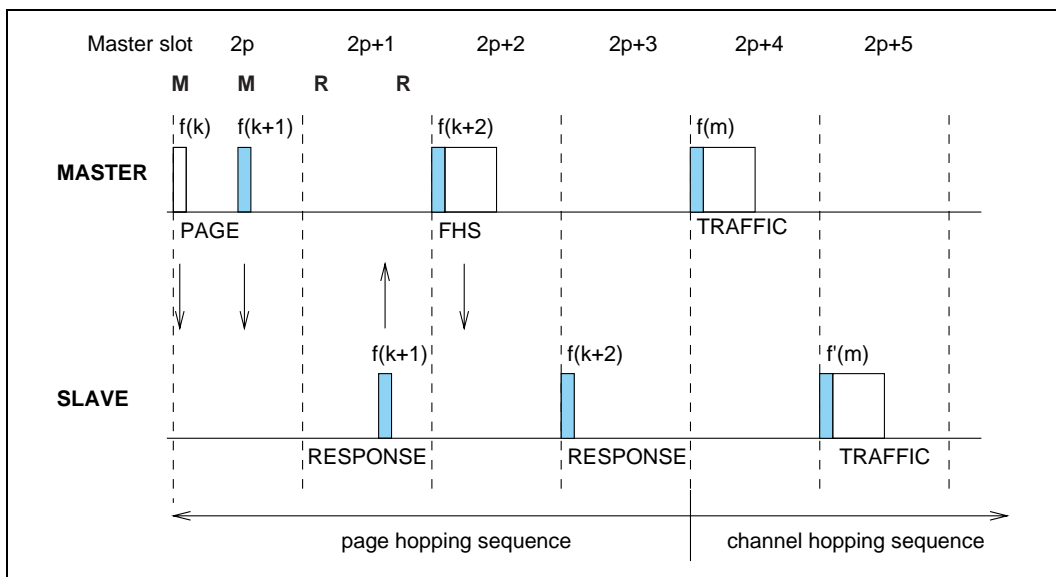 Master slot 2p 2p+1 2p+2 2p+3 2p+4 2p+5
M M R R
f(k) f(k+1) f(k+2) f(m)
MASTER
PAGE FHS TRAFFIC
f(k+1) f(k+2) f'(m)
SLAVE
RESPONSE RESPONSE TRAFFIC
page hopping sequence channel hopping sequence